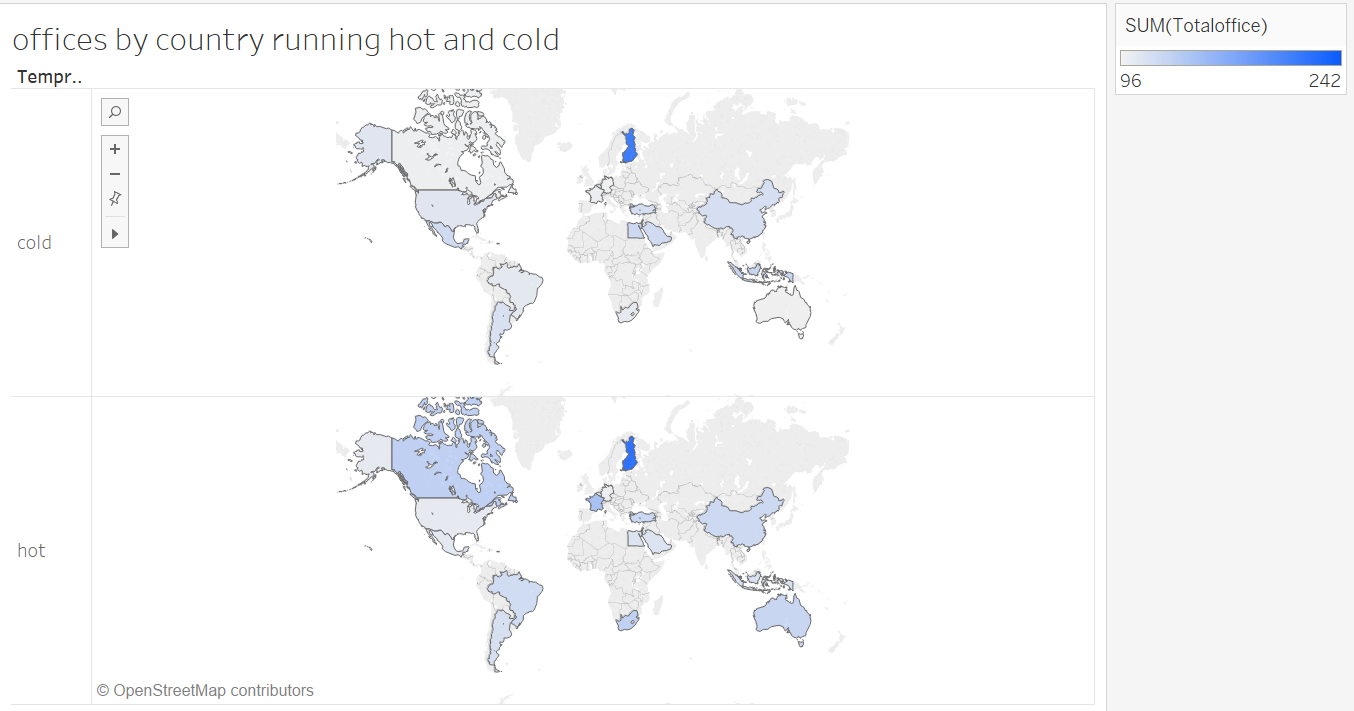 offices by country running hot and cold
Tempr..
cold
hot
© OpenStreetMap contributors
SUM(Totaloffice)
96 242